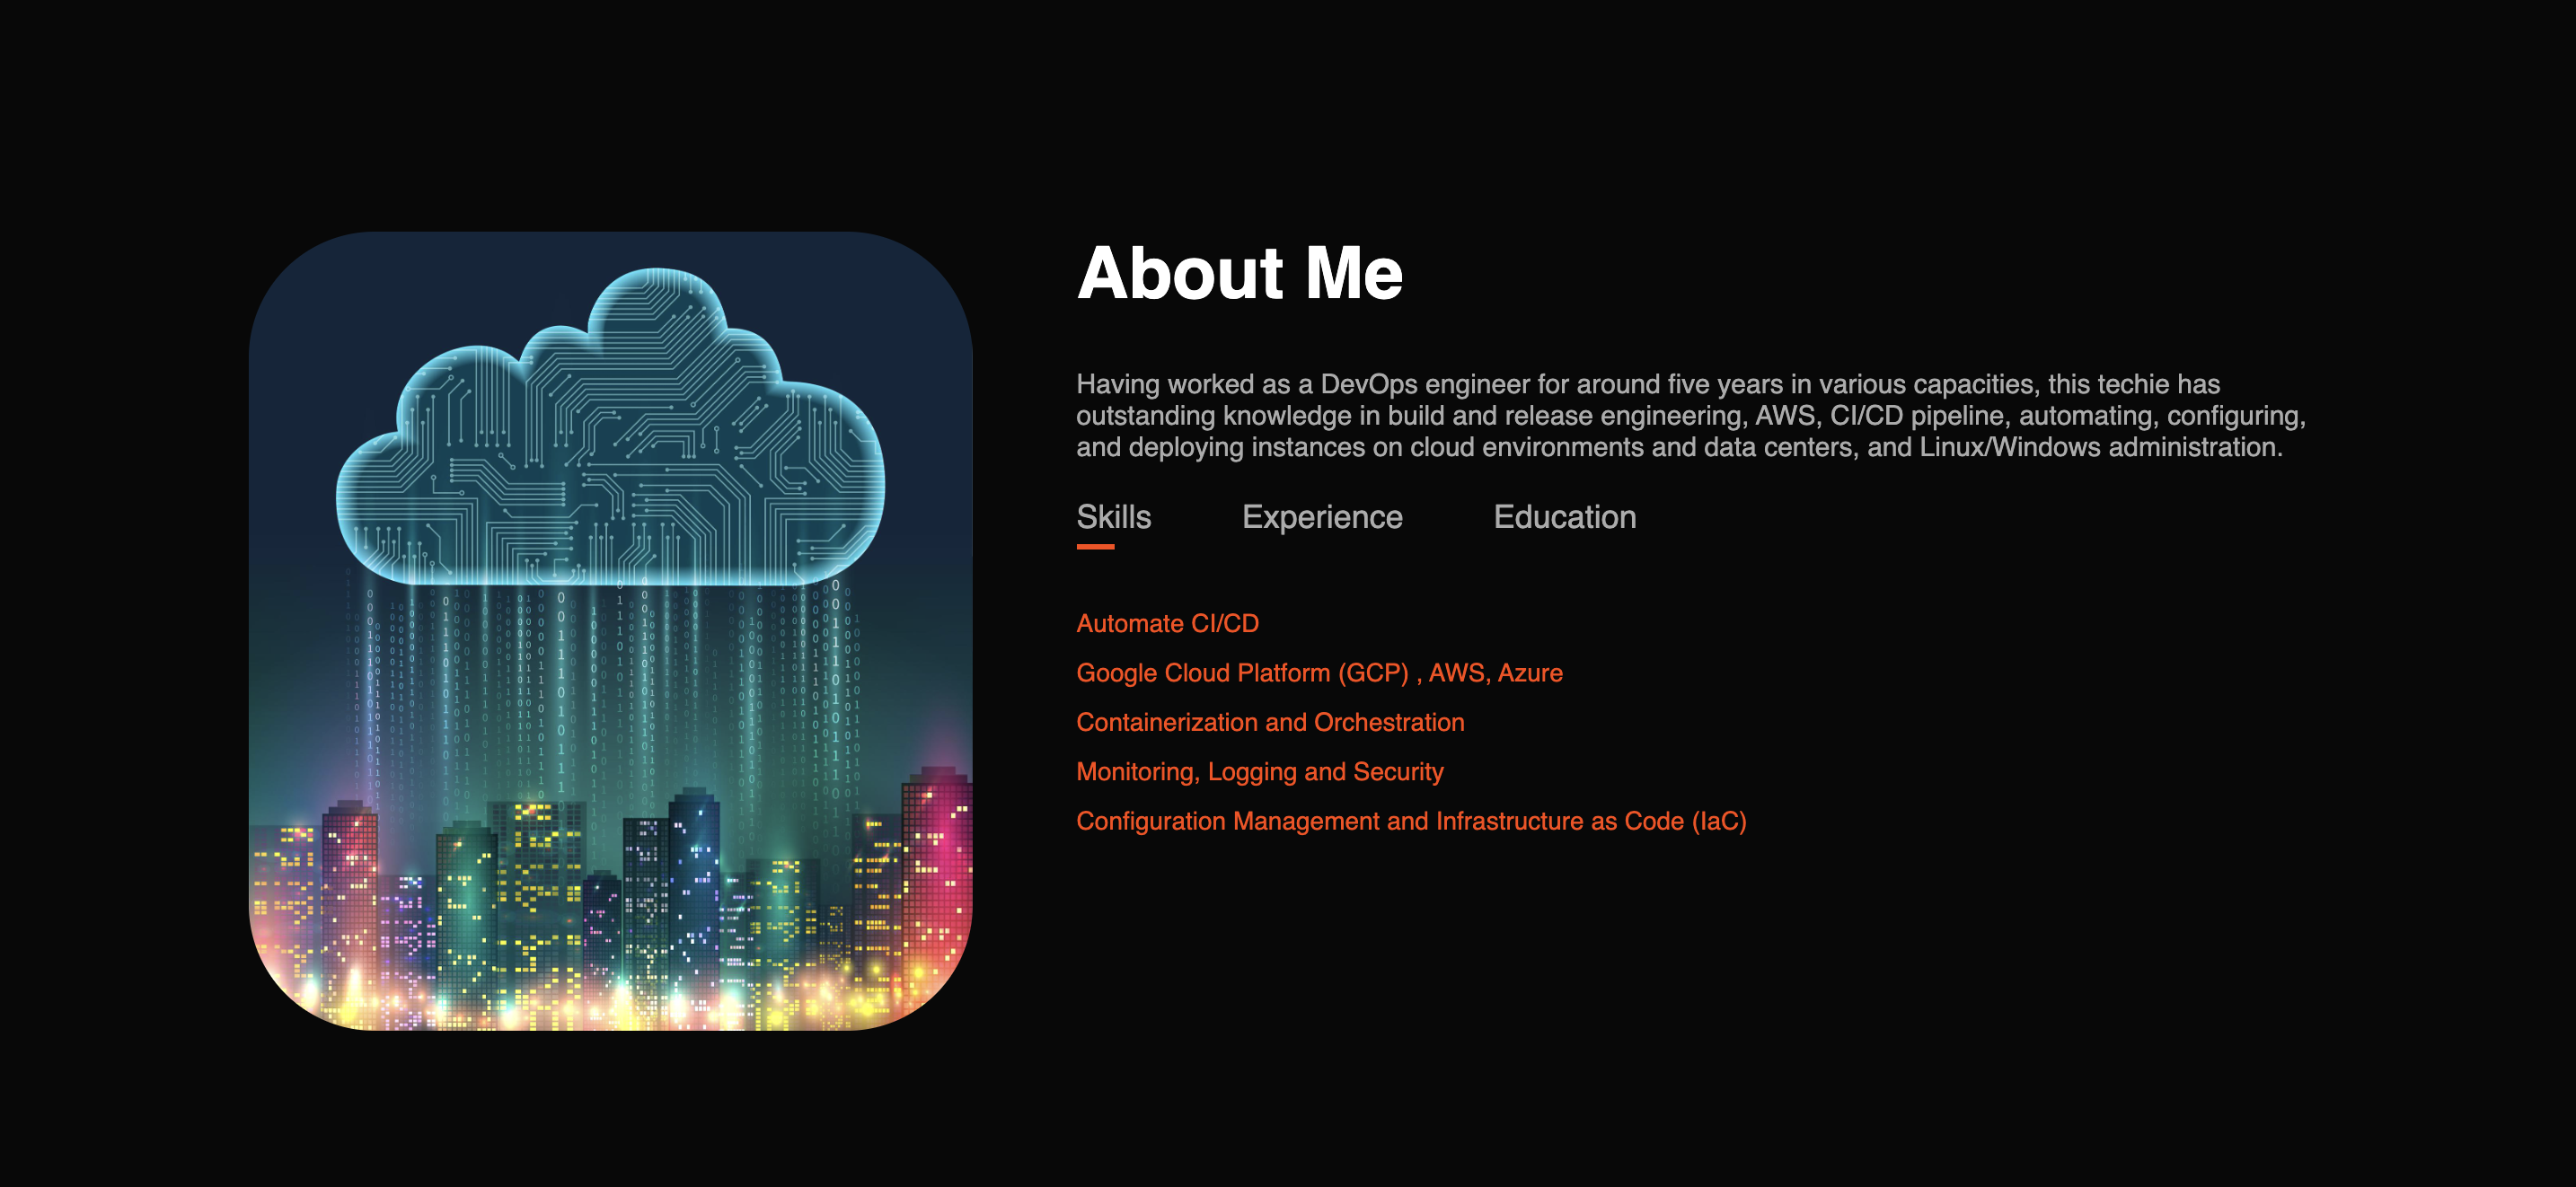 About Me
Having worked as a DevOps engineer for around five years in various capacities, this techie has
outstanding knowledge in build and release engineering, AWS, CI/CD pipeline, automating, configuring,
and deploying instances on cloud environments and data centers, and Linux/Windows administration.
Skills Experience Education
Automate CI/CD
Google Cloud Platform (GCP) , AWS, Azure
Containerization and Orchestration
Monitoring, Logging and Security
Configuration Management and Infrastructure as Code (IaC)